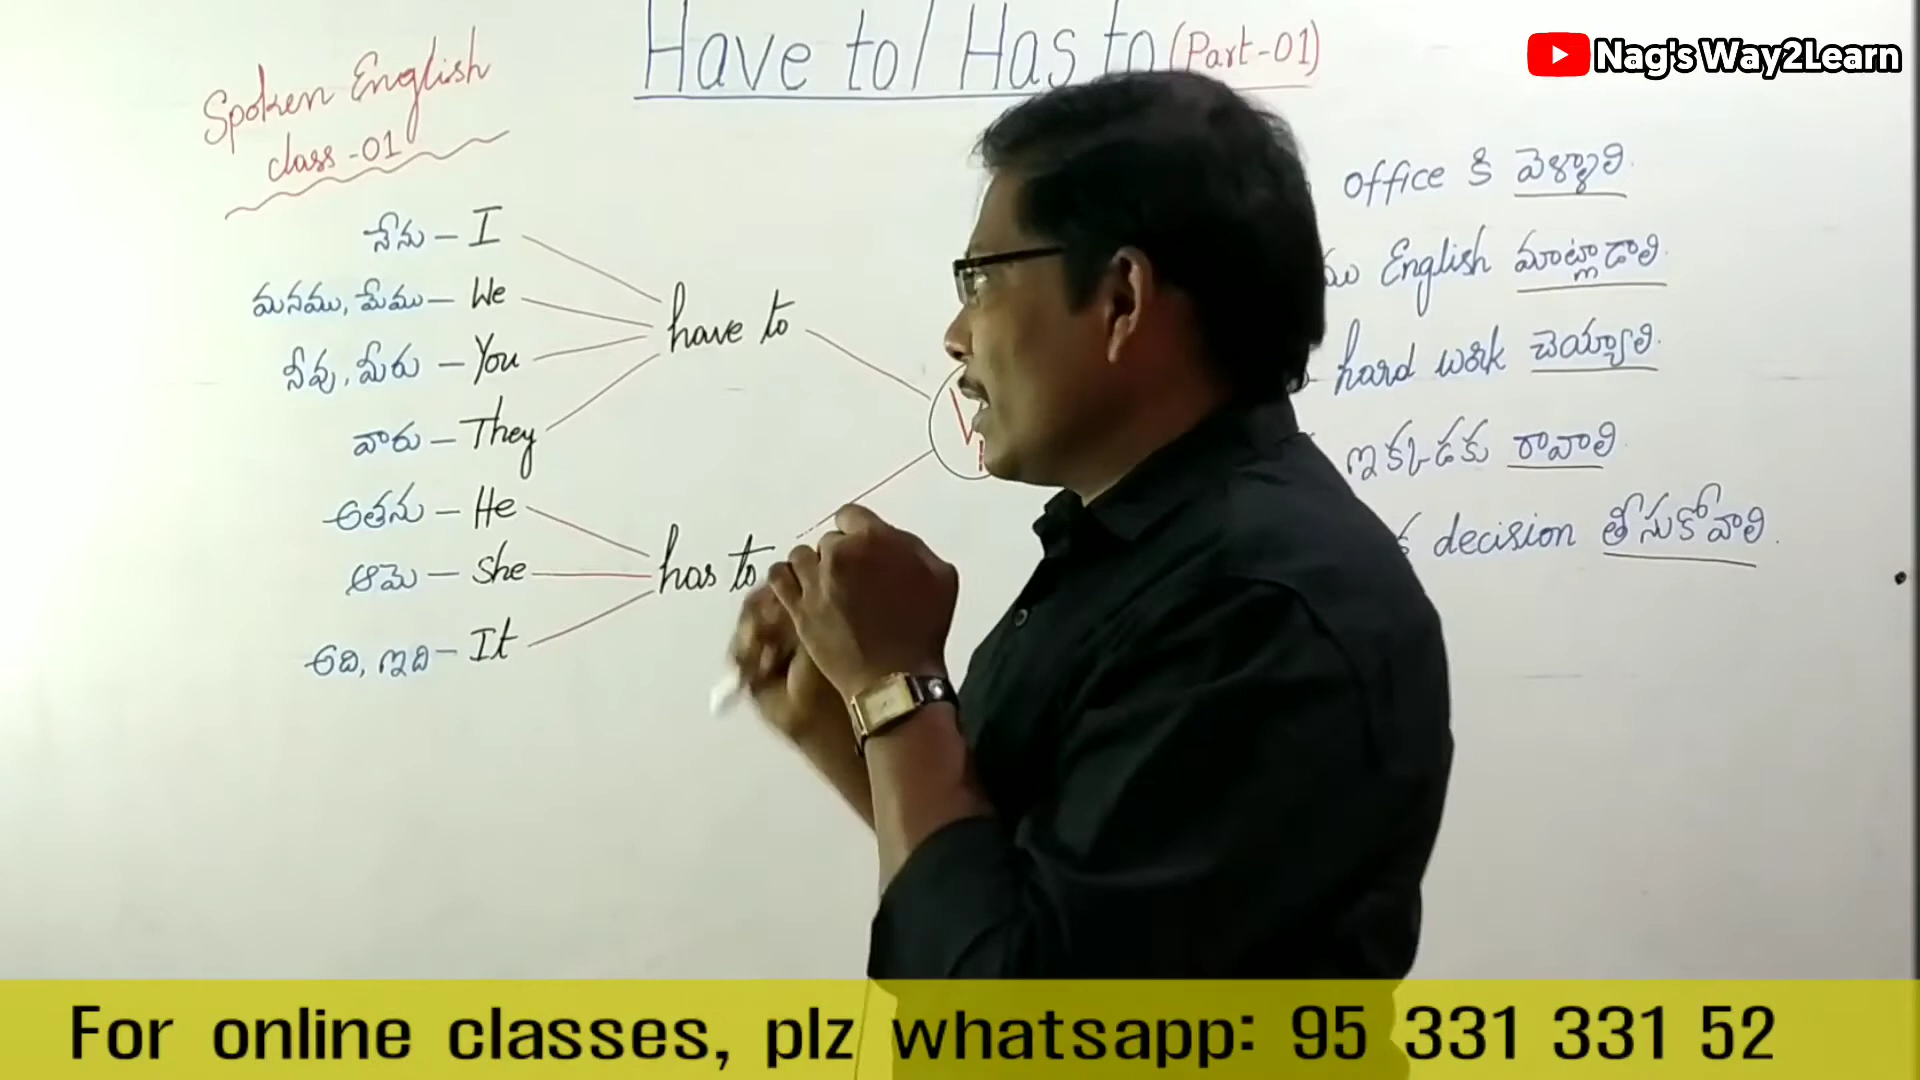 Have to / Has to (Part-01)
Nag's Way2Learn
Spoken English
class-01
నేను – I
మనము, మేము – We
నీవు, మీరు – You
వారు – They
అతను – He
ఆమె – She
అది, ఇది – It
have to
has to
V
office కి వెళ్ళాలి.
English మాట్లాడాలి.
hard work చెయ్యాలి.
ఇక్కడకు రావాలి.
decision తీసుకోవాలి.
For online classes, plz whatsapp: 95 331 331 52